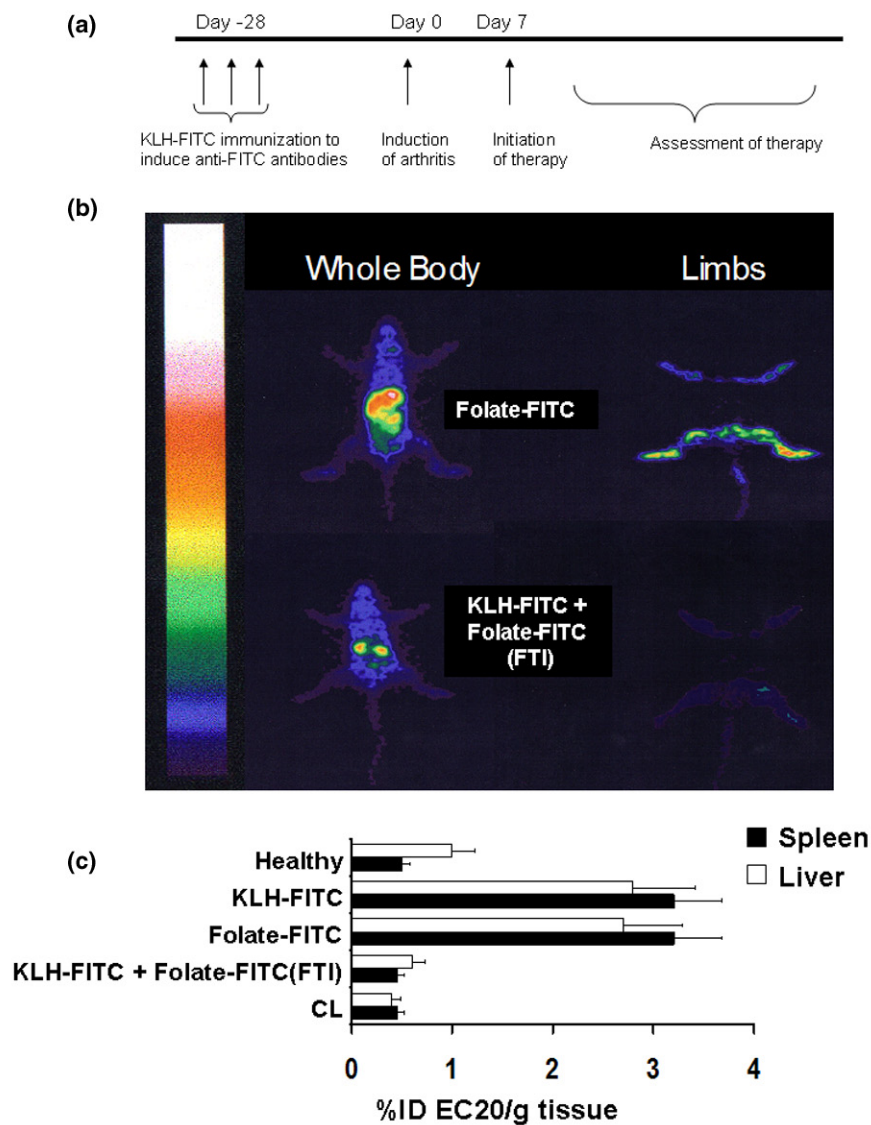 (a)
Day -28 Day 0 Day 7
KLH-FITC immunization to
induce anti-FITC antibodies
Induction
of arthritis
Initiation
of therapy
Assessment of therapy
(b)
Whole Body Limbs
Folate-FITC
KLH-FITC +
Folate-FITC
(FTI)
(c)
Spleen
Liver
Healthy
KLH-FITC
Folate-FITC
KLH-FITC + Folate-FITC(FTI)
CL
0 1 2 3 4
%ID EC20/g tissue